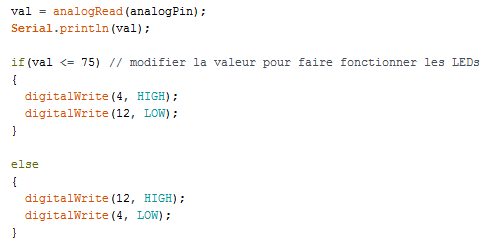 val = analogRead(analogPin);
Serial.println(val);
if(val <= 75) // modifier la valeur pour faire fonctionner les LEDs
{
digitalWrite(4, HIGH);
digitalWrite(12, LOW);
}
else
{
digitalWrite(12, HIGH);
digitalWrite(4, LOW);
}